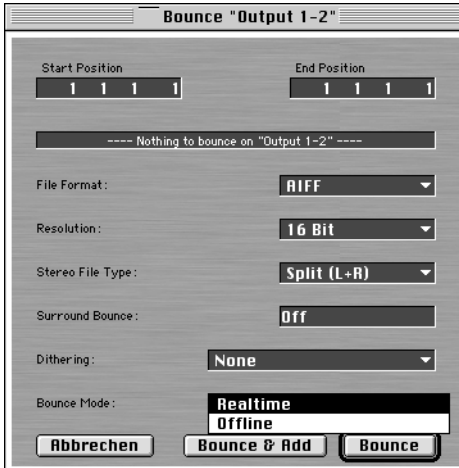 Bounce "Output 1-2"
Start Position End Position
1 1 1 1 1 1 1 1
---- Nothing to bounce on "Output 1-2" ----
File Format: AIFF
Resolution: 16 Bit
Stereo File Type: Split (L+R)
Surround Bounce: Off
Dithering: None
Bounce Mode: Realtime
Offline
Abbrechen Bounce & Add Bounce